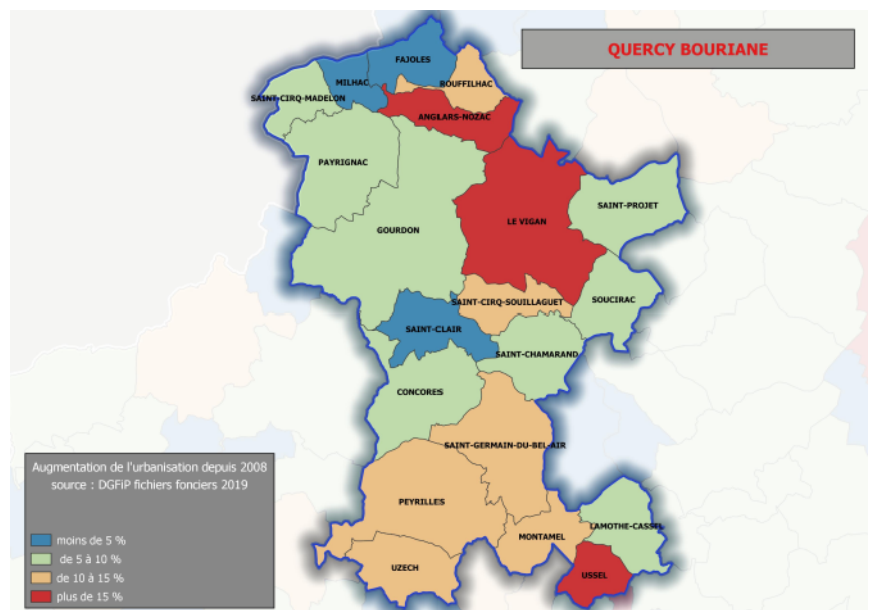 QUERCY BOURIANE
FAJOLES
MILHAC
ROUFFILHAC
SAINT-CIRQ-MADELON
ANGLARS-NOZAC
PAYRIGNAC
SAINT-PROJET
LE VIGAN
GOURDON
SAINT-CIRQ-SOUILLAGUET
SOUCIRAC
SAINT-CLAIR
SAINT-CHAMARAND
CONCORES
SAINT-GERMAIN-DU-BEL-AIR
PEYRILLES
LAMOTHE-CASSEL
MONTAMEL
UZECH
USSEL
Augmentation de l'urbanisation depuis 2008
source : DGFiP fichiers fonciers 2019
moins de 5 %
de 5 à 10 %
de 10 à 15 %
plus de 15 %